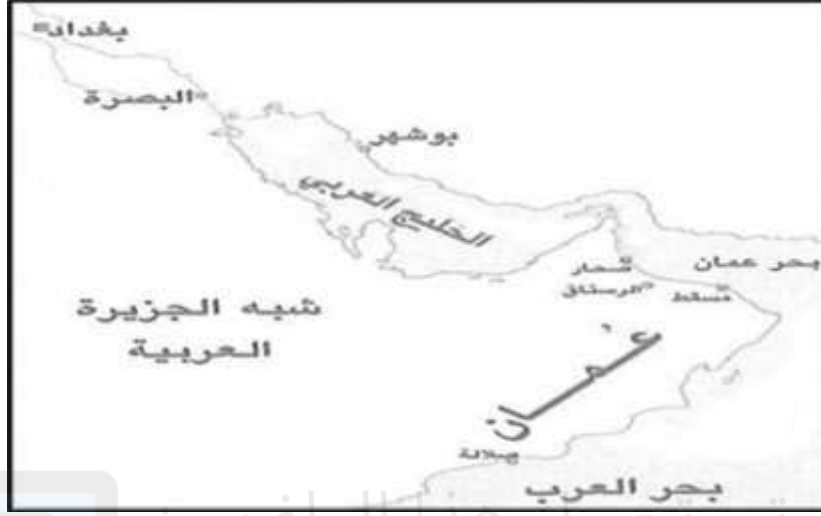 بغداد
البصرة
بوشهر
الخليج العربي
بحر عمان
صحار
الرستاق
مسقط
شبه الجزيرة
العربية
عُمان
صلالة
بحر العرب